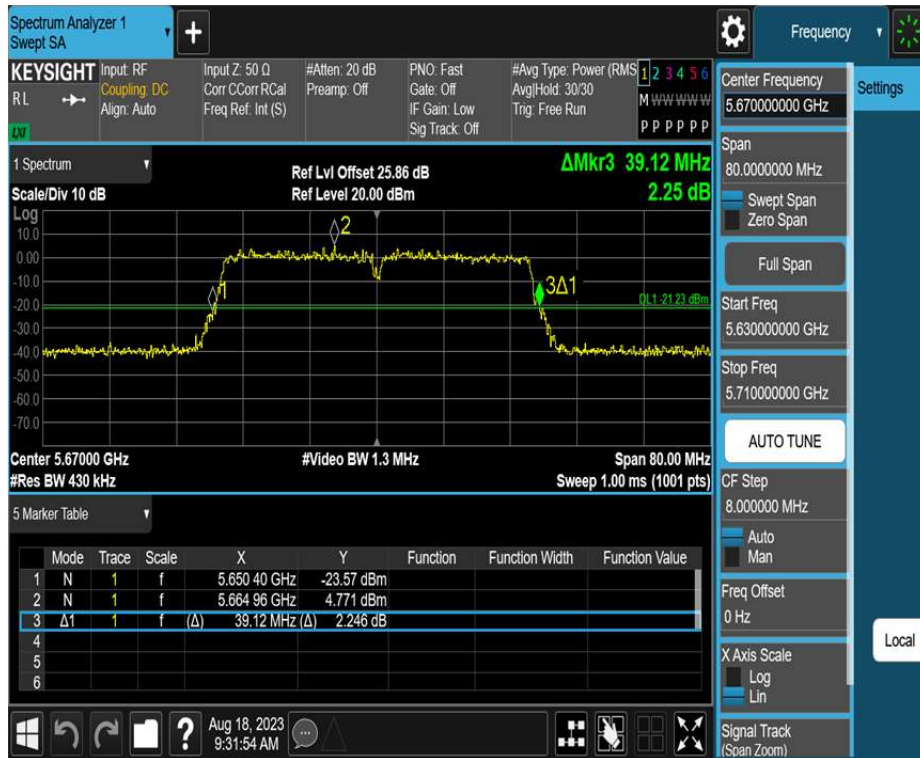 Spectrum Analyzer 1
Swept SA
+
Frequency
KEYSIGHT
RL
LXI
Input: RF
Coupling: DC
Align: Auto
Input Z: 50 Ω
Corr CCorr RCal
Freq Ref: Int (S)
#Atten: 20 dB
Preamp: Off
PNO: Fast
Gate: Off
IF Gain: Low
Sig Track: Off
#Avg Type: Power (RMS
Avg|Hold: 30/30
Trig: Free Run
1 2 3 4 5 6
M W W W W W
P P P P P P
Center Frequency
5.670000000 GHz
Settings
1 Spectrum
Scale/Div 10 dB
Ref Lvl Offset 25.86 dB
Ref Level 20.00 dBm
ΔMkr3 39.12 MHz
2.25 dB
Span
80.0000000 MHz
Swept Span
Zero Span
Full Span
Start Freq
5.630000000 GHz
Stop Freq
5.710000000 GHz
AUTO TUNE
CF Step
8.000000 MHz
Auto
Man
Freq Offset
0 Hz
X Axis Scale
Log
Lin
Signal Track
(Span Zoom)
Local
Log
10.0
0.00
-10.0
-20.0
-30.0
-40.0
-50.0
-60.0
-70.0
2
3Δ1
DL1 -21.23 dBm
Center 5.67000 GHz
#Res BW 430 kHz
#Video BW 1.3 MHz
Span 80.00 MHz
Sweep 1.00 ms (1001 pts)
5 Marker Table
Mode Trace Scale X Y Function Function Width Function Value
1 N 1 f 5.650 40 GHz -23.57 dBm
2 N 1 f 5.664 96 GHz 4.771 dBm
3 Δ1 1 f (Δ) 39.12 MHz (Δ) 2.246 dB
4
5
6
?
Aug 18, 2023
9:31:54 AM